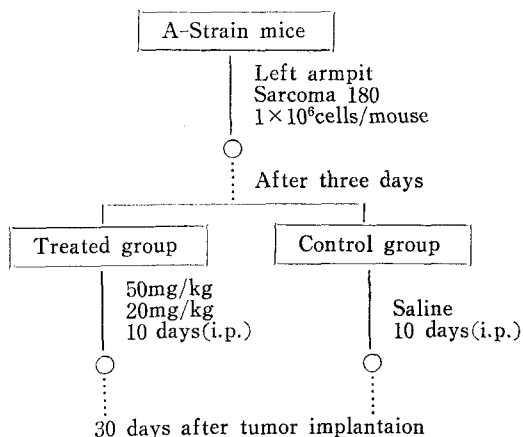 A-Strain mice
Left armpit
Sarcoma 180
1×10⁶cells/mouse
After three days
Treated group
Control group
50mg/kg
20mg/kg
10 days(i.p.)
Saline
10 days(i.p.)
30 days after tumor implantaion